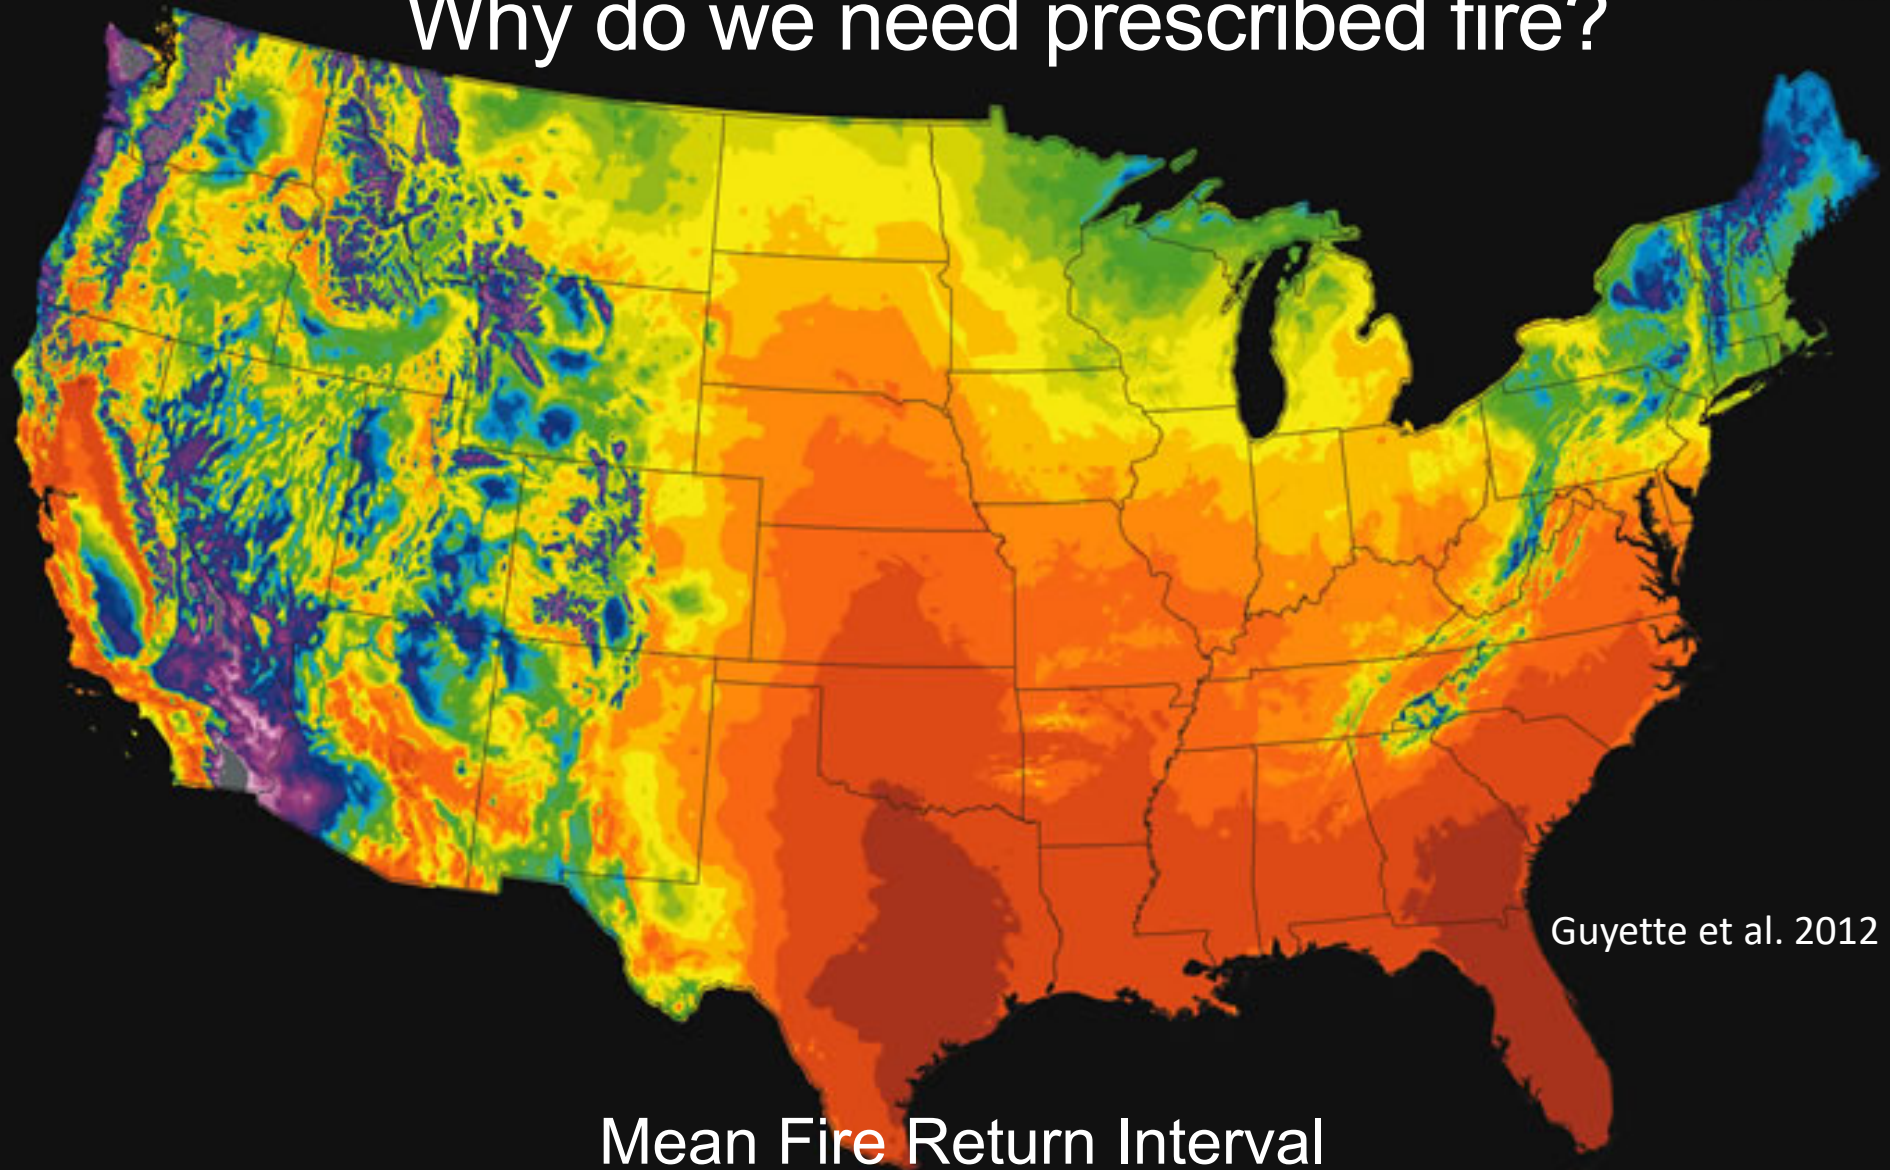 Why do we need prescribed fire?
Guyette et al. 2012
Mean Fire Return Interval